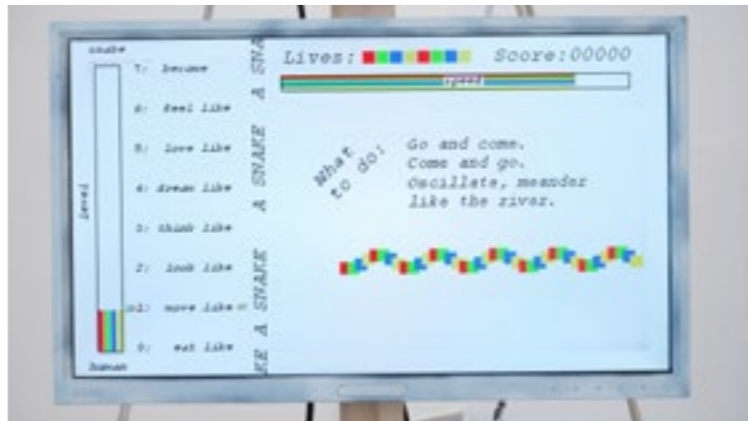 snake
7: become
6: feel like
5: love like
4: dream like
3: think like
2: look like
>1: move like =
0: eat like
human
level
KE A SNAKE A SNAKE A SNA
Lives: Score:00000
speed
What to do:
Go and come.
Come and go.
Oscillate, meander
like the river.